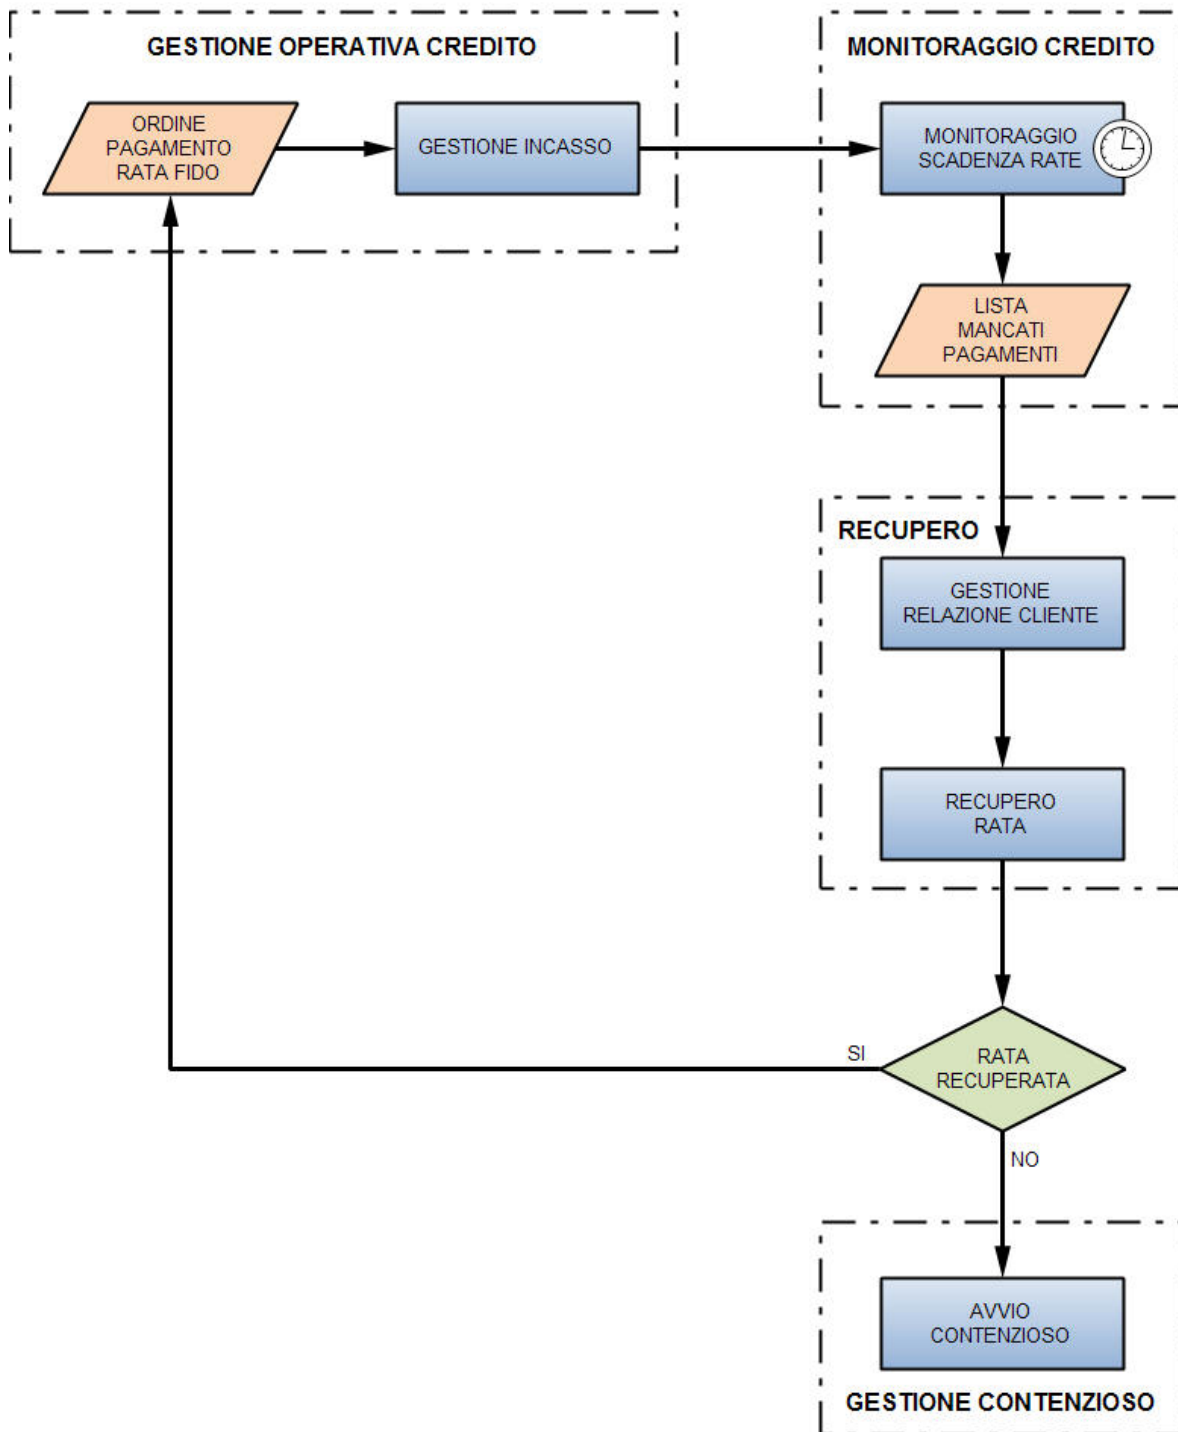 GESTIONE OPERATIVA CREDITO
MONITORAGGIO CREDITO
ORDINE
PAGAMENTO
RATA FIDO
GESTIONE INCASSO
MONITORAGGIO
SCADENZA RATE
LISTA
MANCATI
PAGAMENTI
RECUPERO
GESTIONE
RELAZIONE CLIENTE
RECUPERO
RATA
SI
RATA
RECUPERATA
NO
AVVIO
CONTENZIOSO
GESTIONE CONTENZIOSO